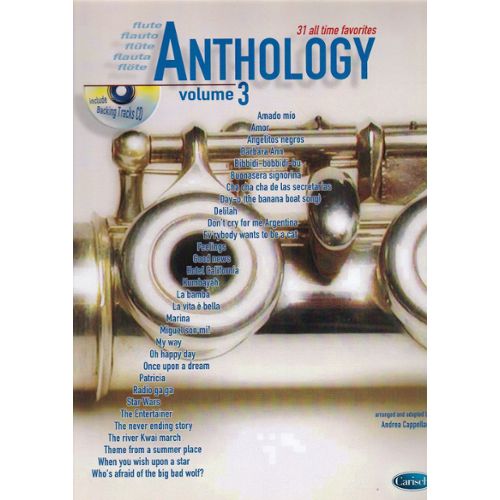 flute
flauto
flûte
flauta
flöte
31 all time favorites
ANTHOLOGY
volume 3
Include
Backing Tracks CD
Amado mio
Amor
Angelitos negros
Barbara Ann
Bibbidi-bobbidi-bu
Buonasera signorina
Cha cha cha de las secretarias
Day-o (the banana boat song)
Delilah
Don't cry for me Argentina
Ev'rybody wants to be a cat
Feelings
Good news
Hotel California
Kumbayah
La bamba
La vita è bella
Marina
Miguel son mi!
My way
Oh happy day
Once upon a dream
Patricia
Radio ga ga
Star Wars
The Entertainer
The never ending story
The river Kwai march
Theme from a summer place
When you wish upon a star
Who's afraid of the big bad wolf?
arranged and adapted
Andrea Cappella
Carisch